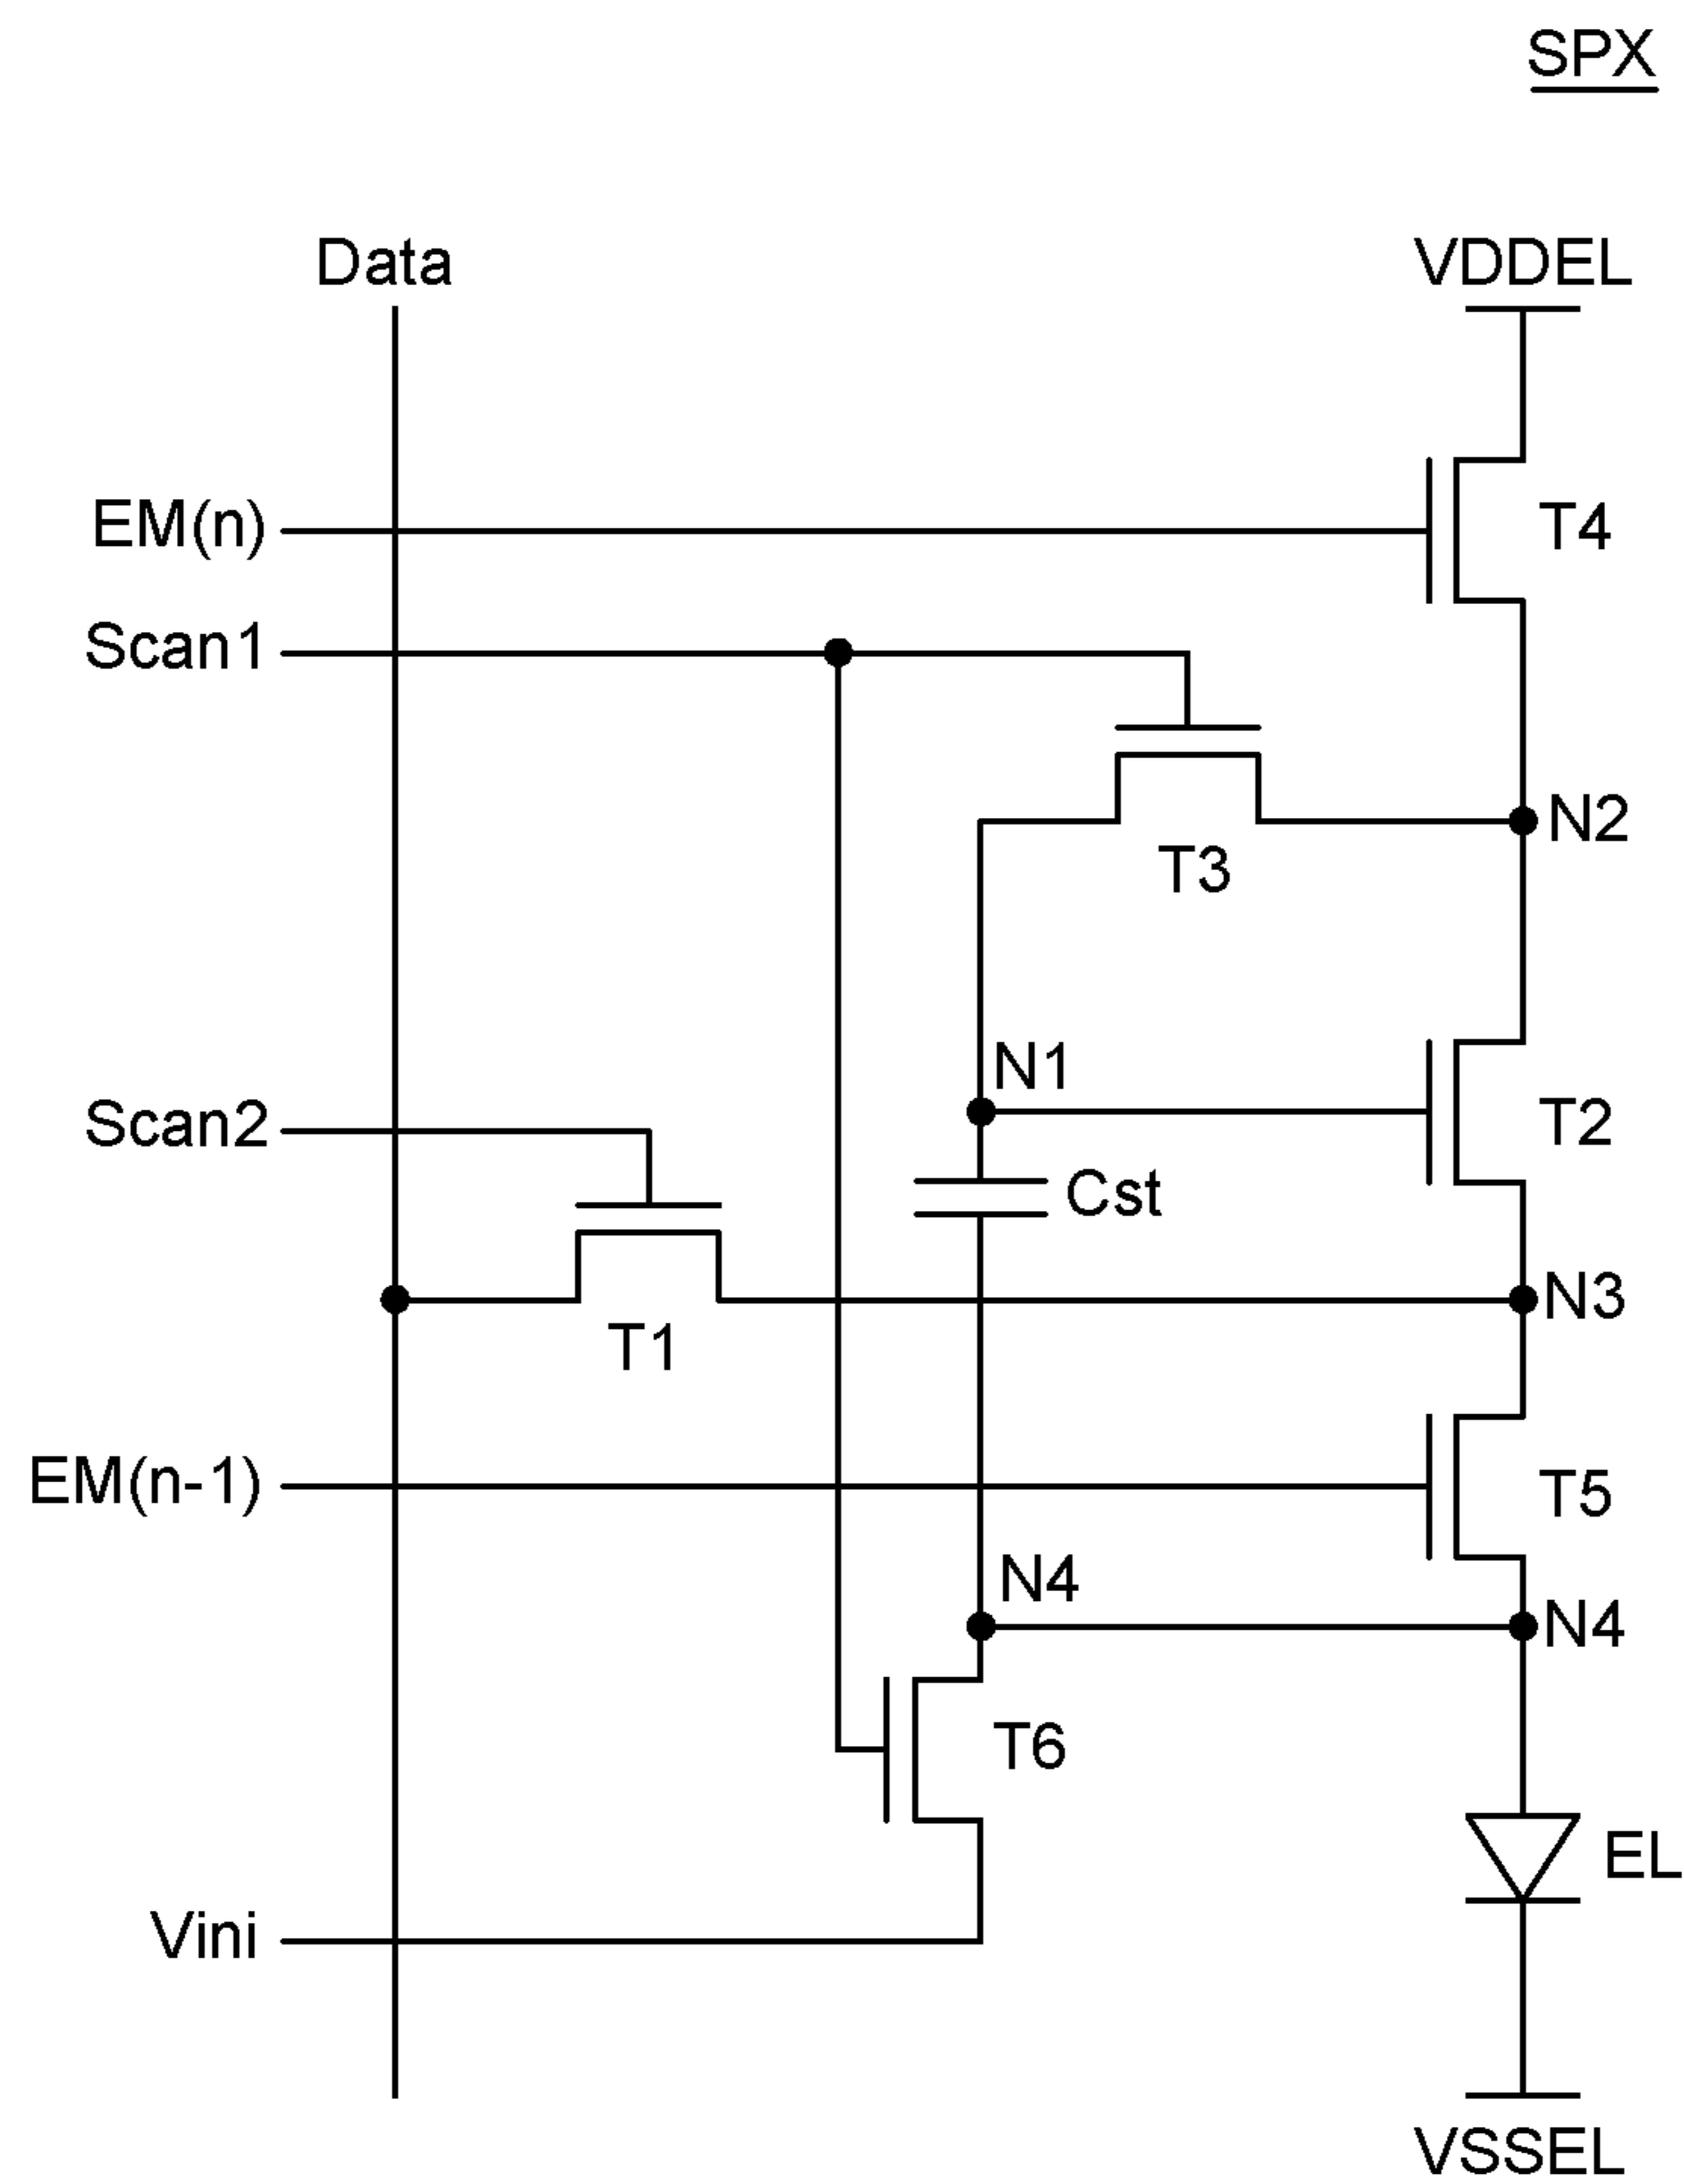 SPX
Data
VDDEL
EM(n)
T4
Scan1
N2
T3
N1
Scan2
T2
Cst
N3
T1
EM(n-1)
T5
N4
N4
T6
EL
Vini
VSSEL